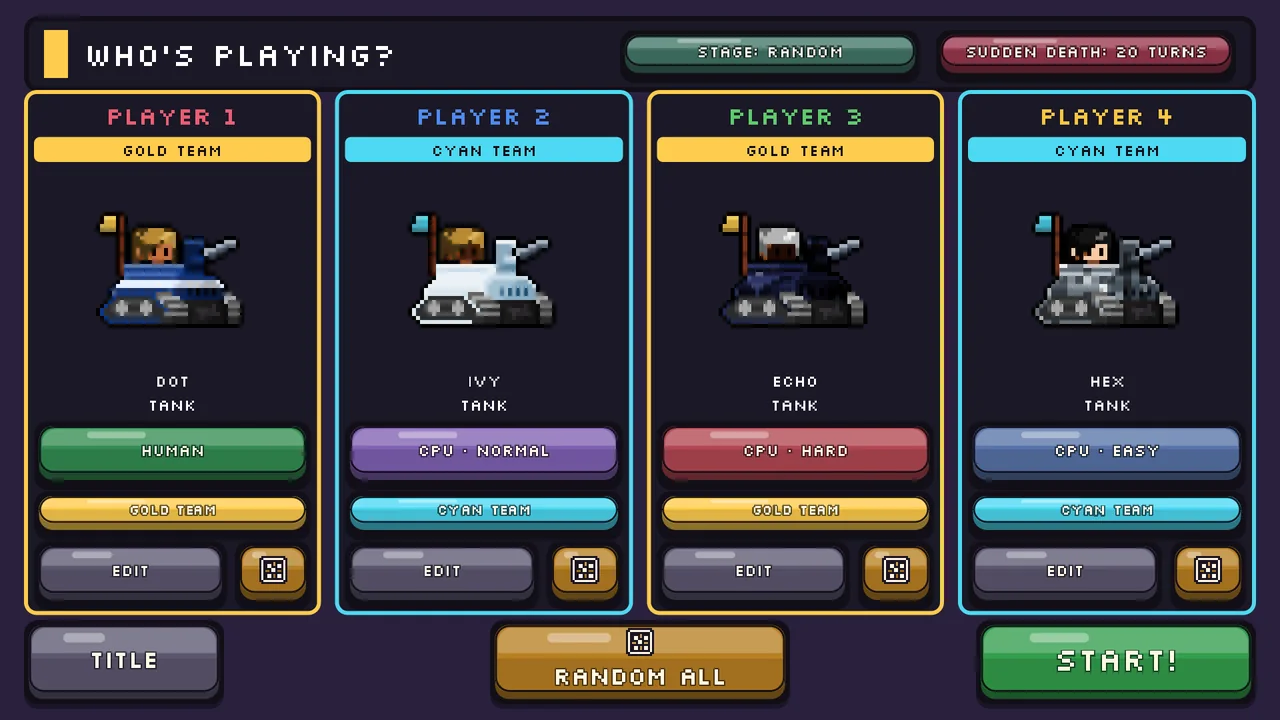 WHO'S PLAYING?
STAGE: RANDOM
SUDDEN DEATH: 20 TURNS
PLAYER 1
GOLD TEAM
DOT
TANK
HUMAN
GOLD TEAM
EDIT
PLAYER 2
CYAN TEAM
IVY
TANK
CPU · NORMAL
CYAN TEAM
EDIT
PLAYER 3
GOLD TEAM
ECHO
TANK
CPU · HARD
GOLD TEAM
EDIT
PLAYER 4
CYAN TEAM
HEX
TANK
CPU · EASY
CYAN TEAM
EDIT
TITLE
RANDOM ALL
START!